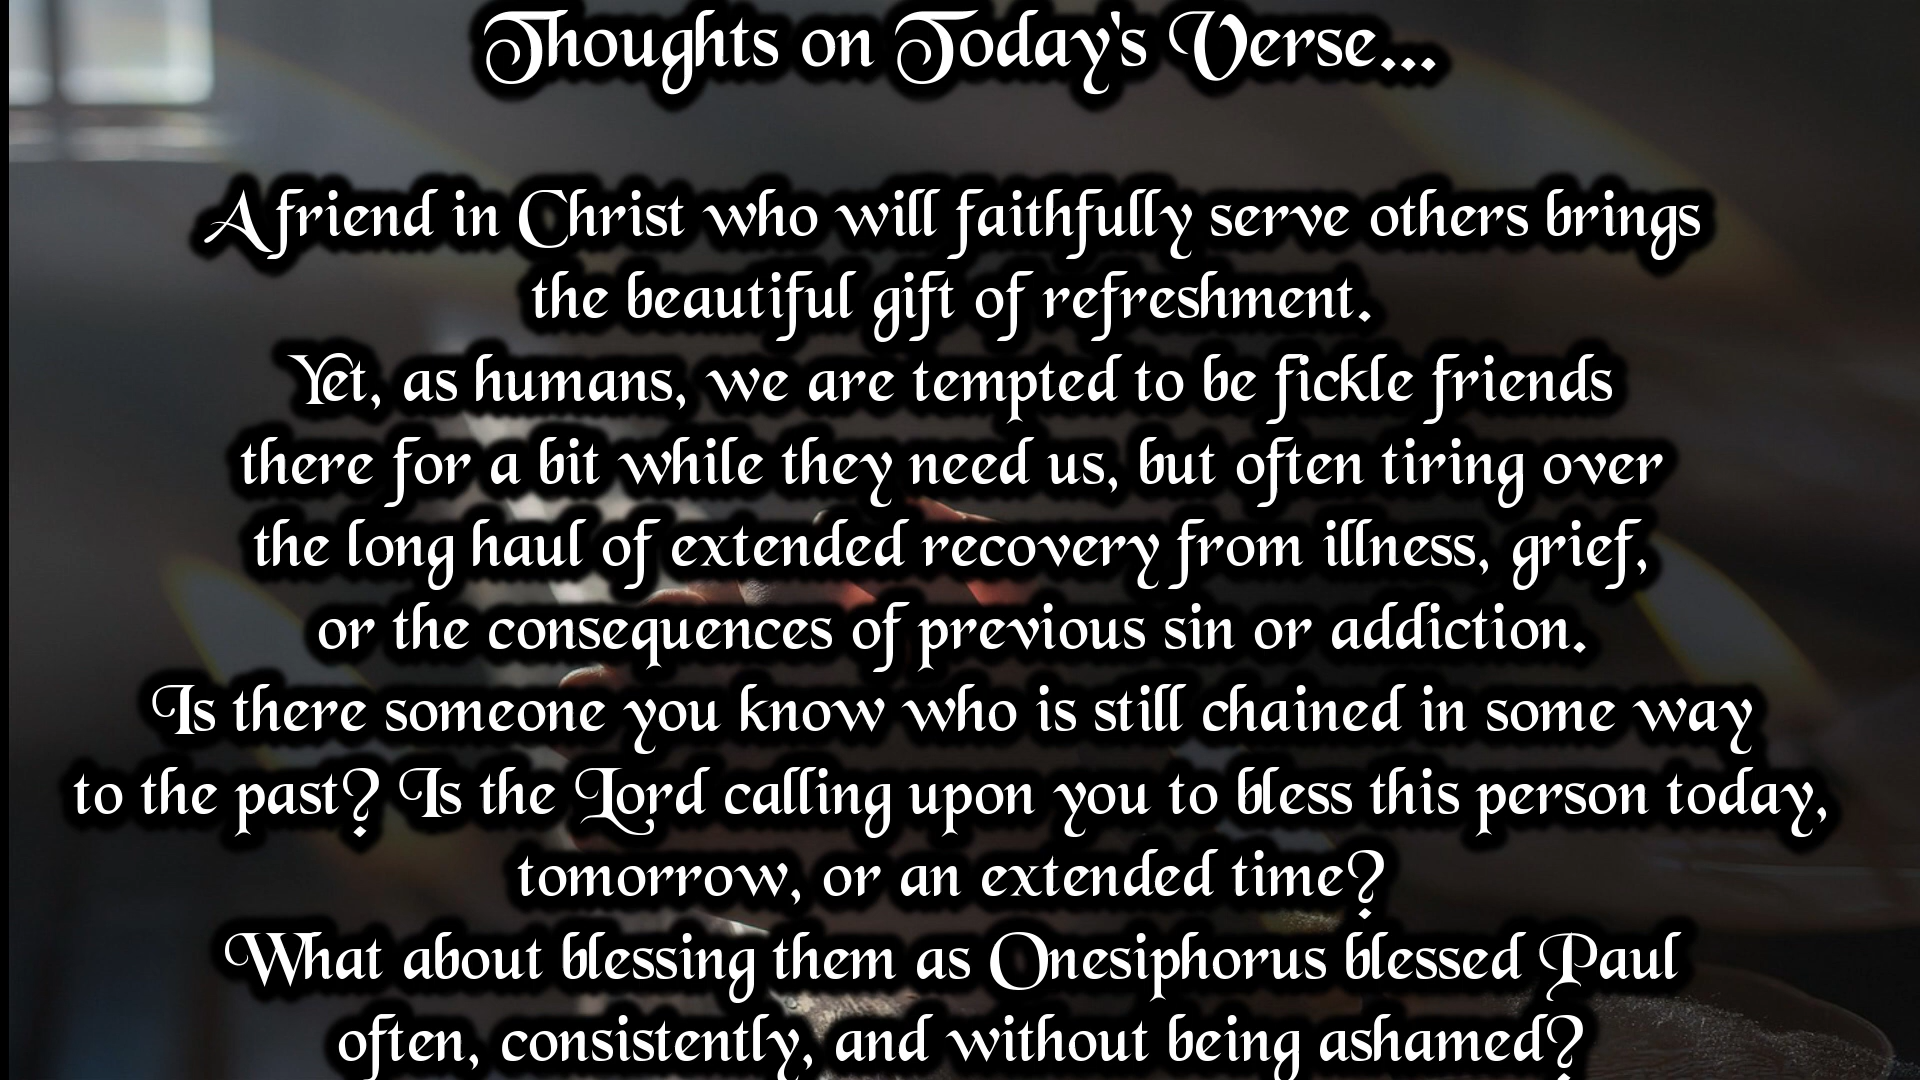 Thoughts on Today's Verse...
A friend in Christ who will faithfully serve others brings
the beautiful gift of refreshment.
Yet, as humans, we are tempted to be fickle friends
there for a bit while they need us, but often tiring over
the long haul of extended recovery from illness, grief,
or the consequences of previous sin or addiction.
Is there someone you know who is still chained in some way
to the past? Is the Lord calling upon you to bless this person today,
tomorrow, or an extended time?
What about blessing them as Onesiphorus blessed Paul
often, consistently, and without being ashamed?